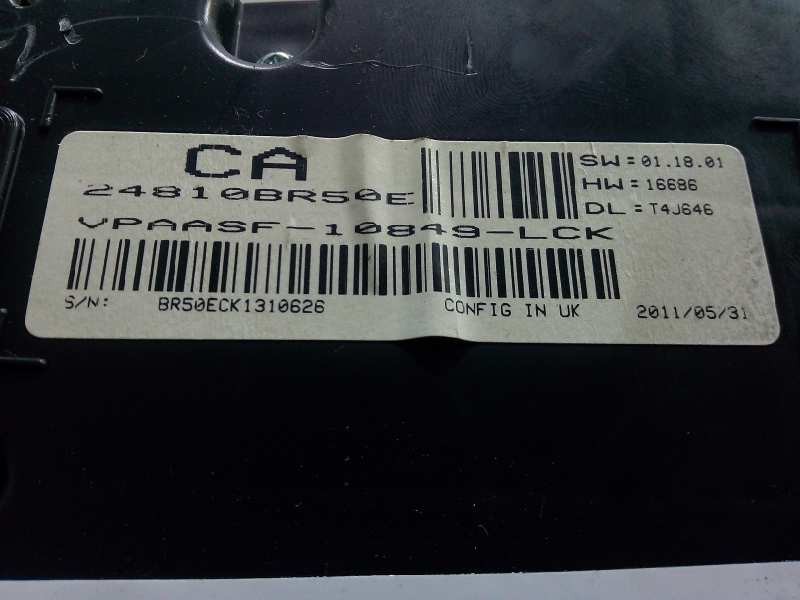 CA
24810BR50E
VPAASF-10849-LCK
SW = 01.18.01
HW = 16686
DL = T4J646
S/N: BR50ECK1310626 CONFIG IN UK 2011/05/31